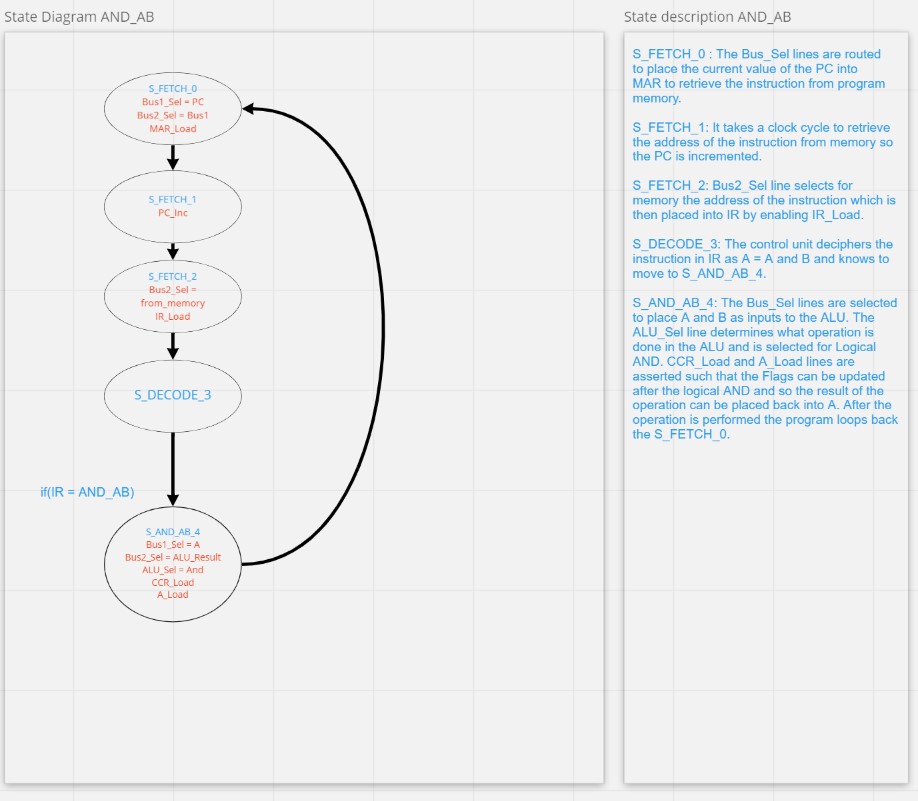 State Diagram AND_AB
S_FETCH_0
Bus1_Sel = PC
Bus2_Sel = Bus1
MAR_Load
S_FETCH_1
PC_Inc
S_FETCH_2
Bus2_Sel =
from_memory
IR_Load
S_DECODE_3
if(IR = AND_AB)
S_AND_AB_4
Bus1_Sel = A
Bus2_Sel = ALU_Result
ALU_Sel = And
CCR_Load
A_Load
State description AND_AB
S_FETCH_0 : The Bus_Sel lines are routed
to place the current value of the PC into
MAR to retrieve the instruction from program
memory.
S_FETCH_1: It takes a clock cycle to retrieve
the address of the instruction from memory so
the PC is incremented.
S_FETCH_2: Bus2_Sel line selects for
memory the address of the instruction which is
then placed into IR by enabling IR_Load.
S_DECODE_3: The control unit deciphers the
instruction in IR as A = A and B and knows to
move to S_AND_AB_4.
S_AND_AB_4: The Bus_Sel lines are selected
to place A and B as inputs to the ALU. The
ALU_Sel line determines what operation is
done in the ALU and is selected for Logical
AND. CCR_Load and A_Load lines are
asserted such that the Flags can be updated
after the logical AND and so the result of the
operation can be placed back into A. After the
operation is performed the program loops back
the S_FETCH_0.